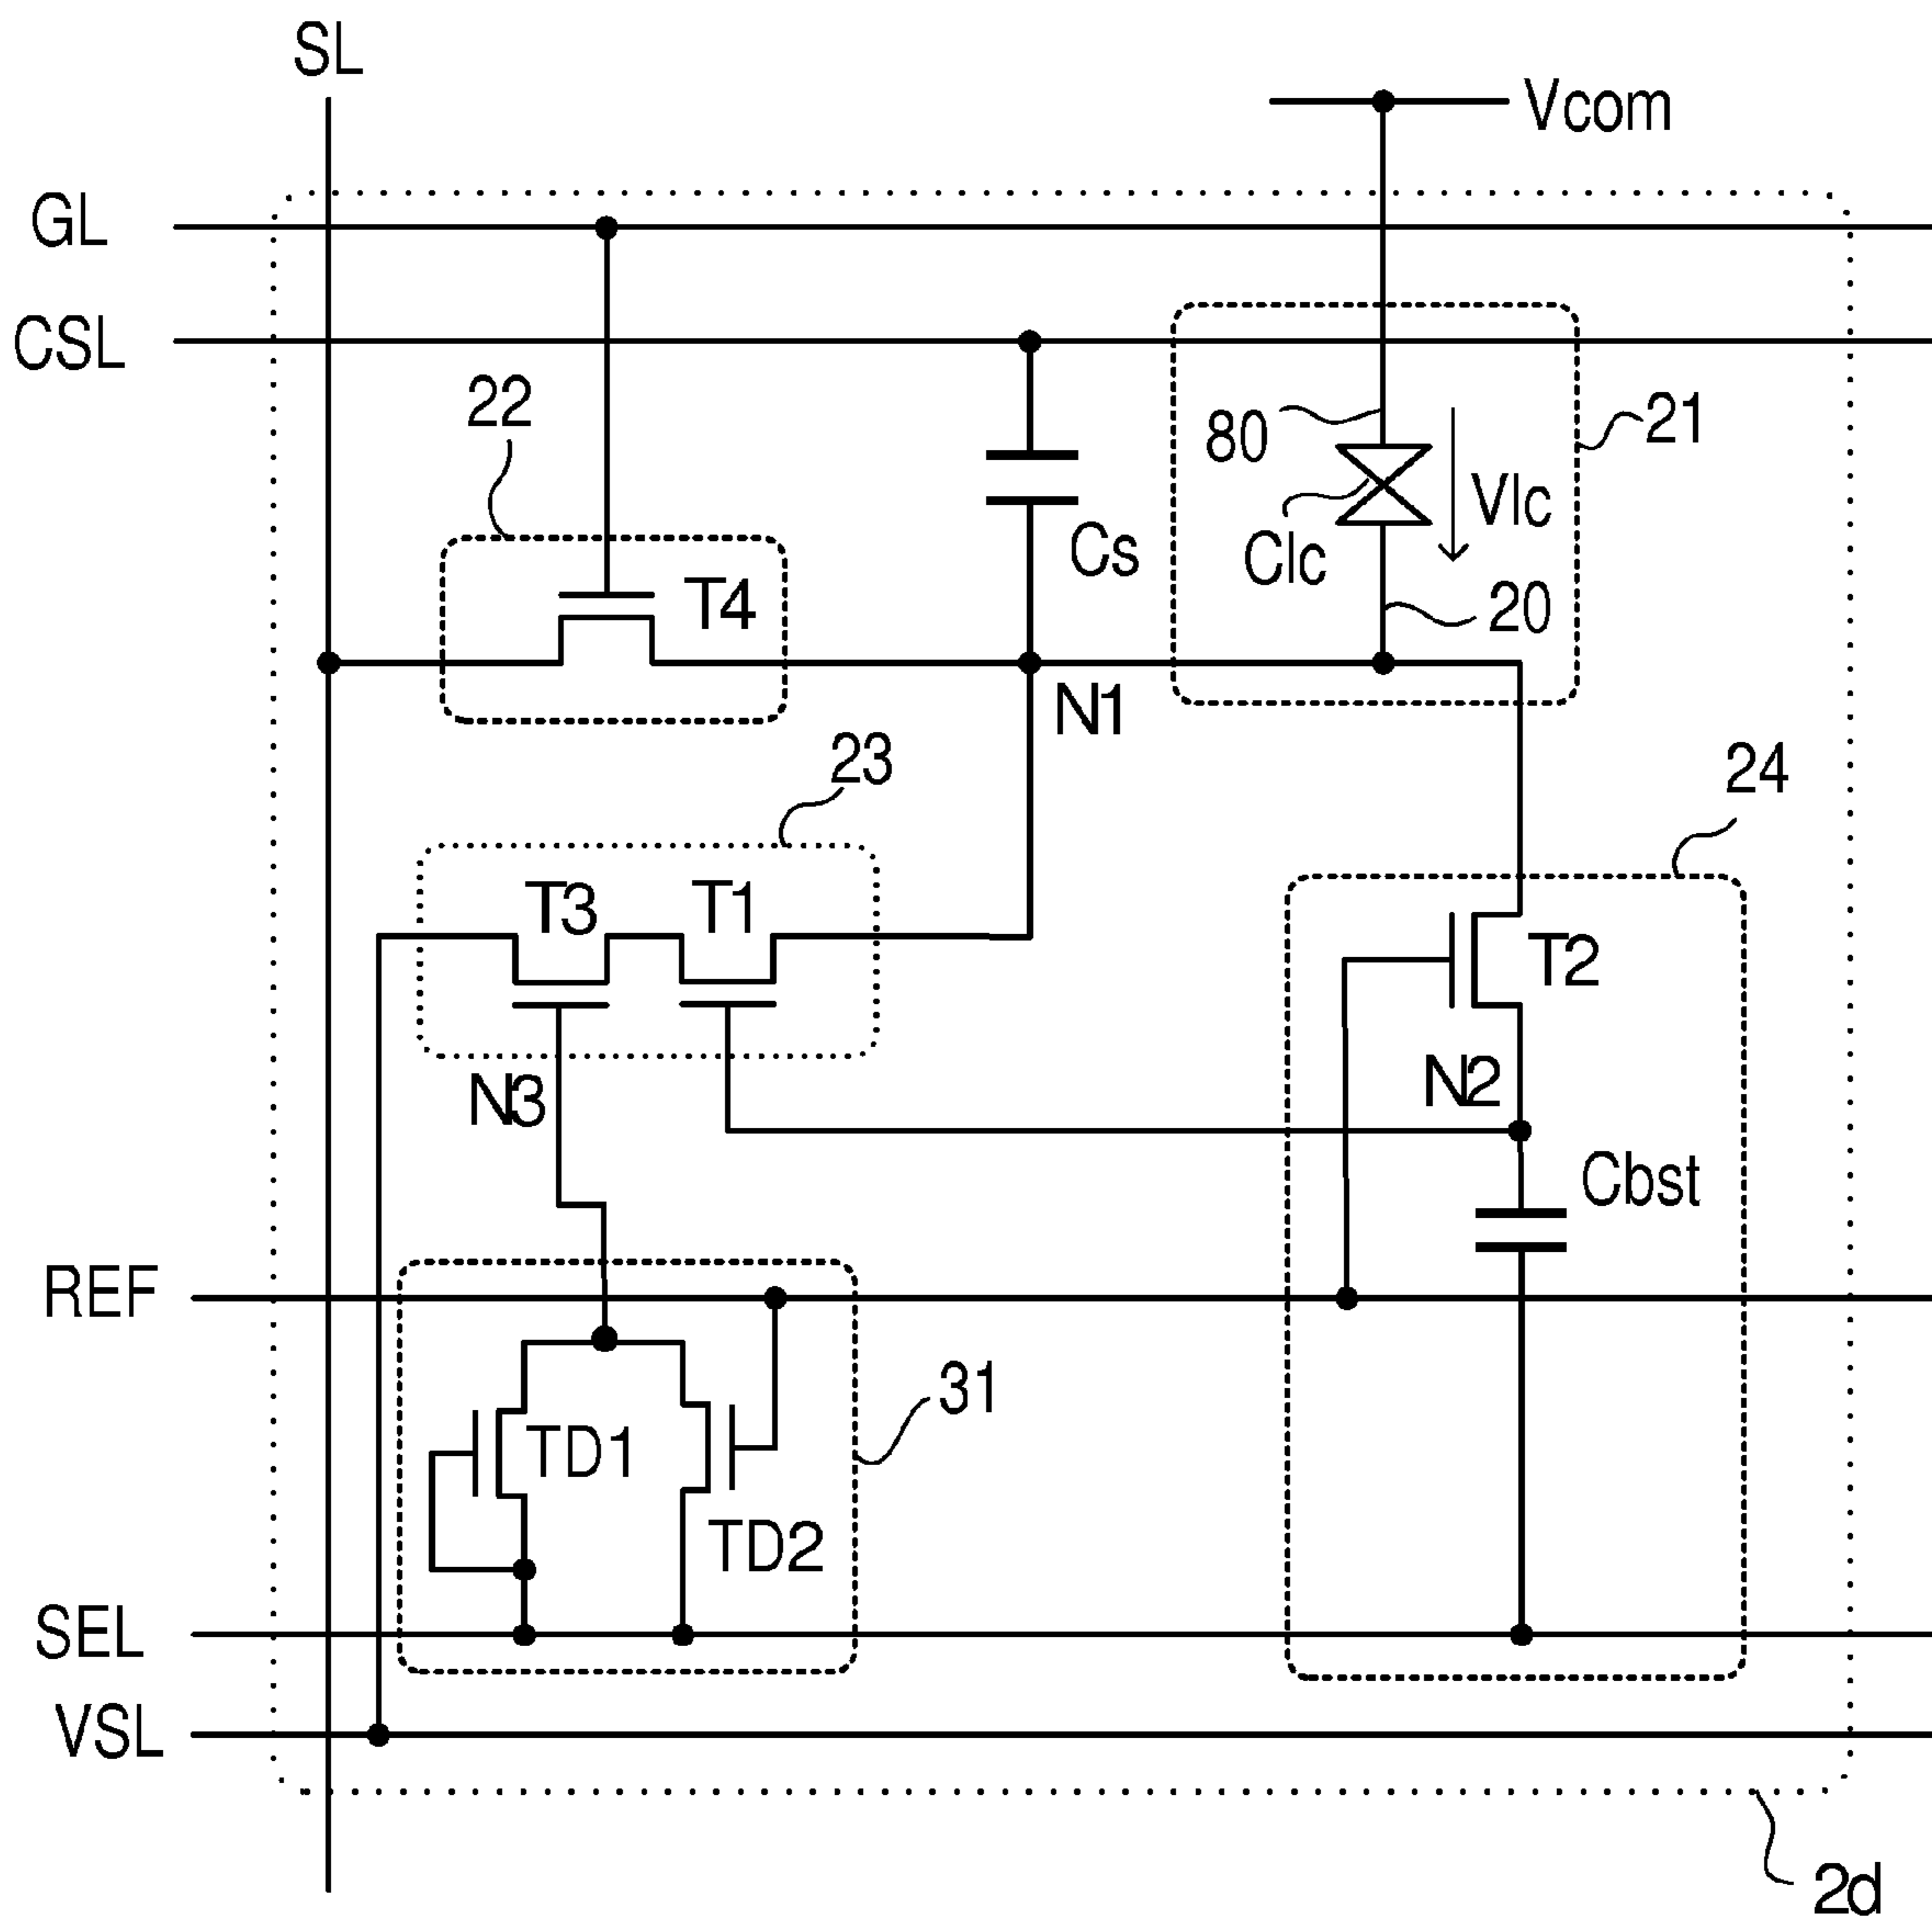 SL
Vcom
GL
CSL
22
80
21
Vlc
Cs
Clc
T4
20
N1
23
24
T3
T1
T2
N3
N2
Cbst
REF
31
TD1
TD2
SEL
VSL
2d